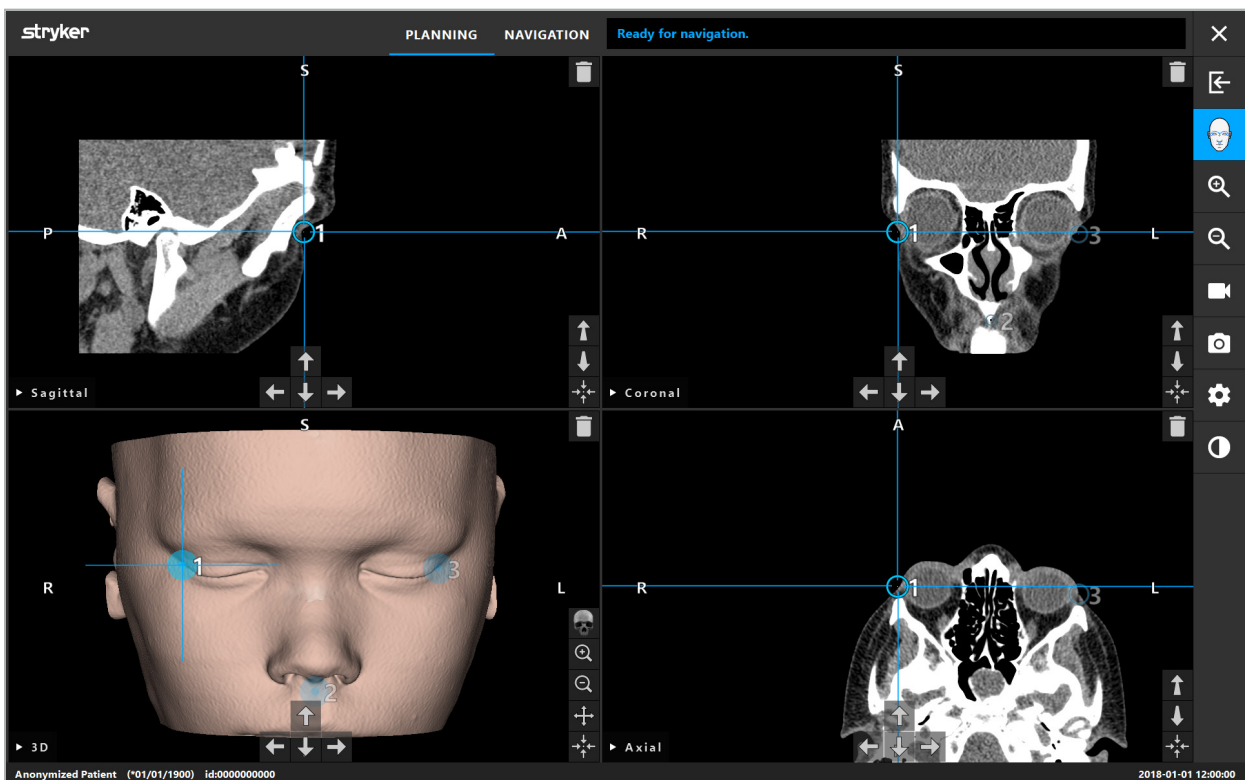 stryker
PLANNING NAVIGATION Ready for navigation.
S
P 1 A
Sagittal
S
R 1 3 L
2
Coronal
S
1 3
R L
2
3D
A
R 1 3 L
Axial
Anonymized Patient (*01/01/1900) id:0000000000 2018-01-01 12:00:00